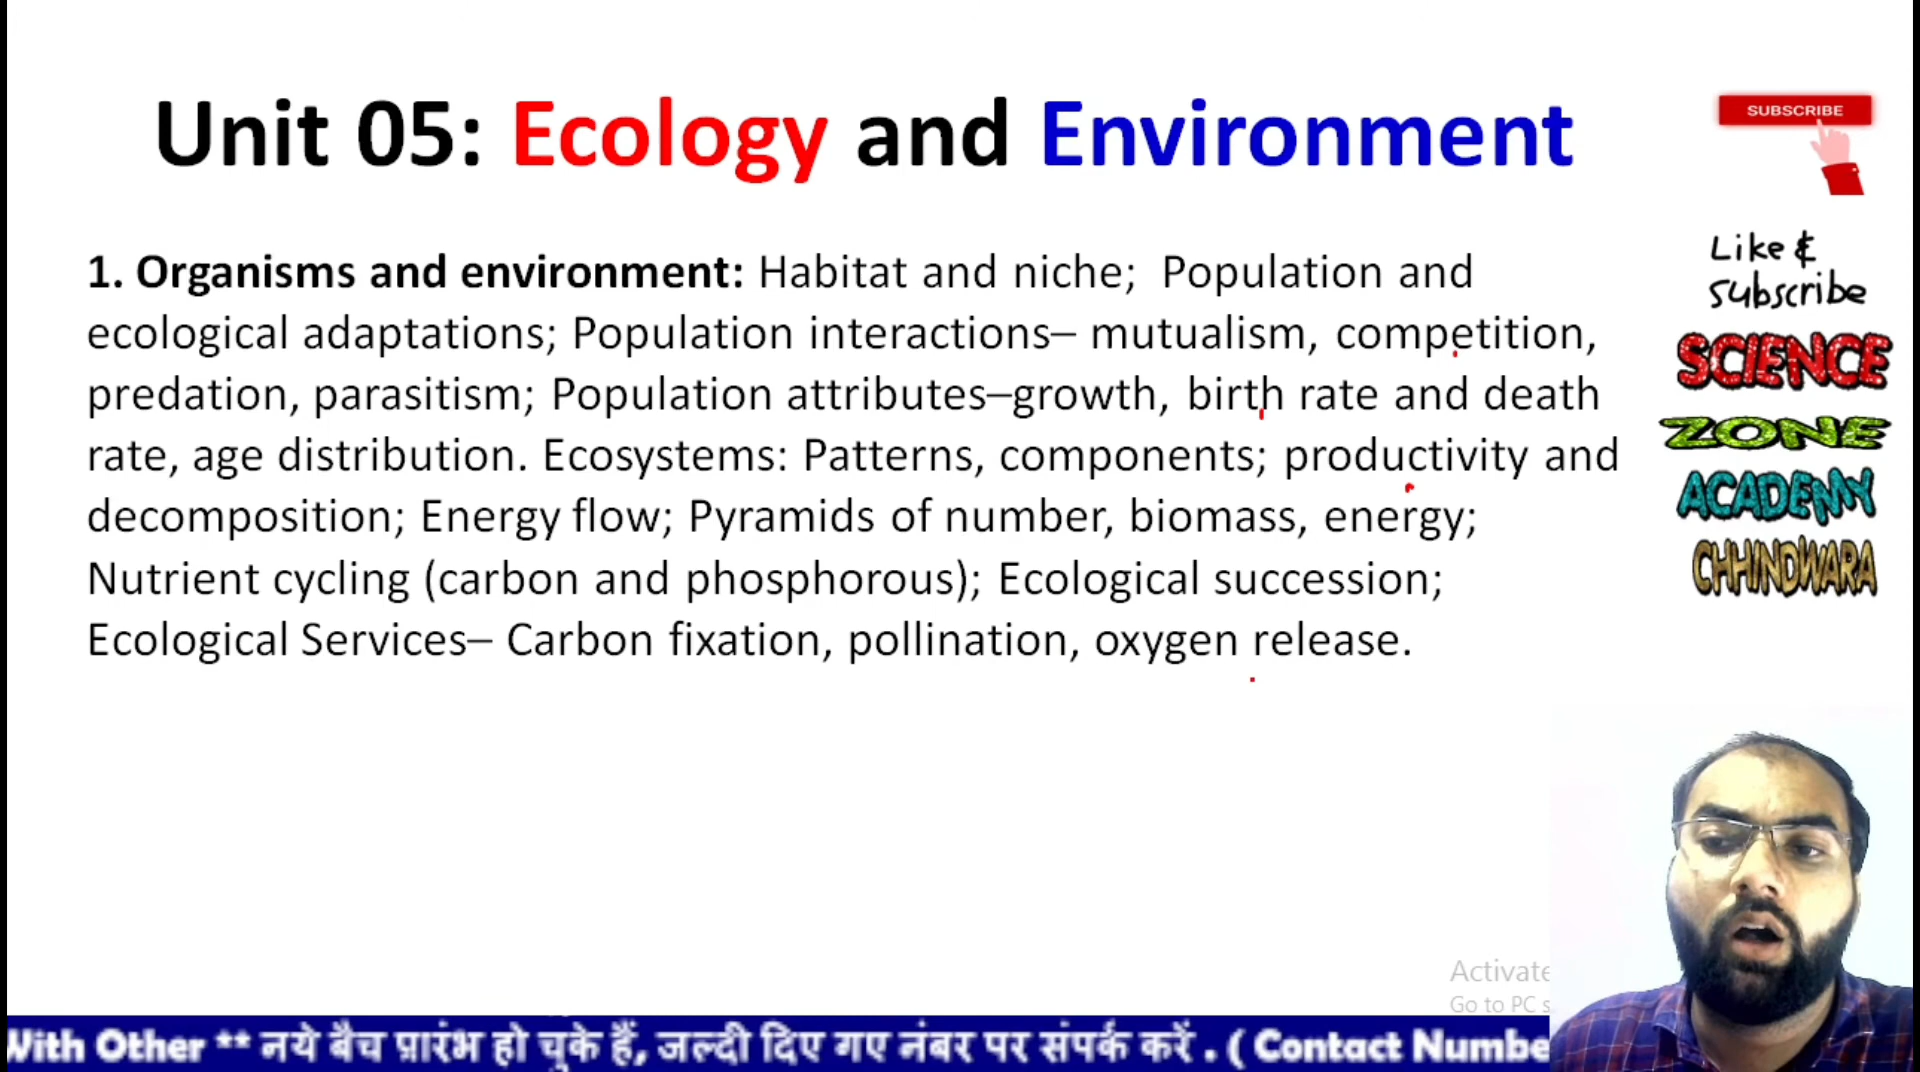 Unit 05: Ecology and Environment
SUBSCRIBE
Like &
subscribe
SCIENCE
ZONE
ACADEMY
CHHINDWARA
1. Organisms and environment: Habitat and niche; Population and
ecological adaptations; Population interactions– mutualism, competition,
predation, parasitism; Population attributes–growth, birth rate and death
rate, age distribution. Ecosystems: Patterns, components; productivity and
decomposition; Energy flow; Pyramids of number, biomass, energy;
Nutrient cycling (carbon and phosphorous); Ecological succession;
Ecological Services– Carbon fixation, pollination, oxygen release.
Activate
Go to PC s
With Other ** नये बैच प्रारंभ हो चुके हैं, जल्दी दिए गए नंबर पर संपर्क करें . ( Contact Numbe